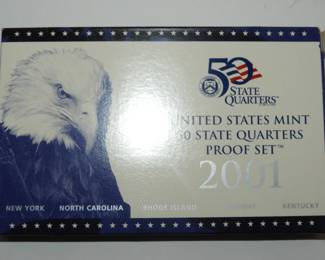 50
STATE
QUARTERS
UNITED STATES MINT
50 STATE QUARTERS
PROOF SET™
2001
NEW YORK NORTH CAROLINA RHODE ISLAND VERMONT KENTUCKY